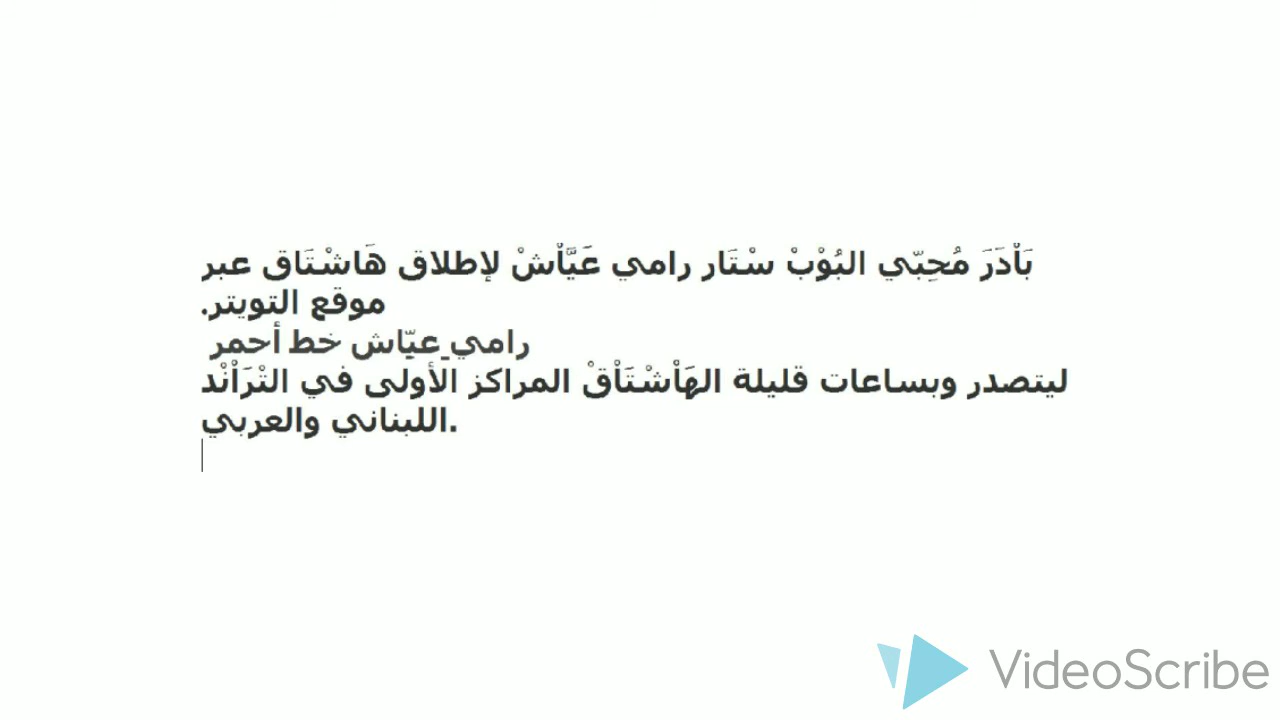 بَاْدَرَ مُحِبّي البُوْبْ سْتَار رامي عَيَّاْشْ لإطلاق هَاشْتَاق عبر
موقع التويتر.
رامي_عيّاش خط أحمر
ليتصدر وبساعات قليلة الهَاْشْتَاْقْ المراكز الأولى في التْرَاْنْد
اللبناني والعربي.
VideoScribe